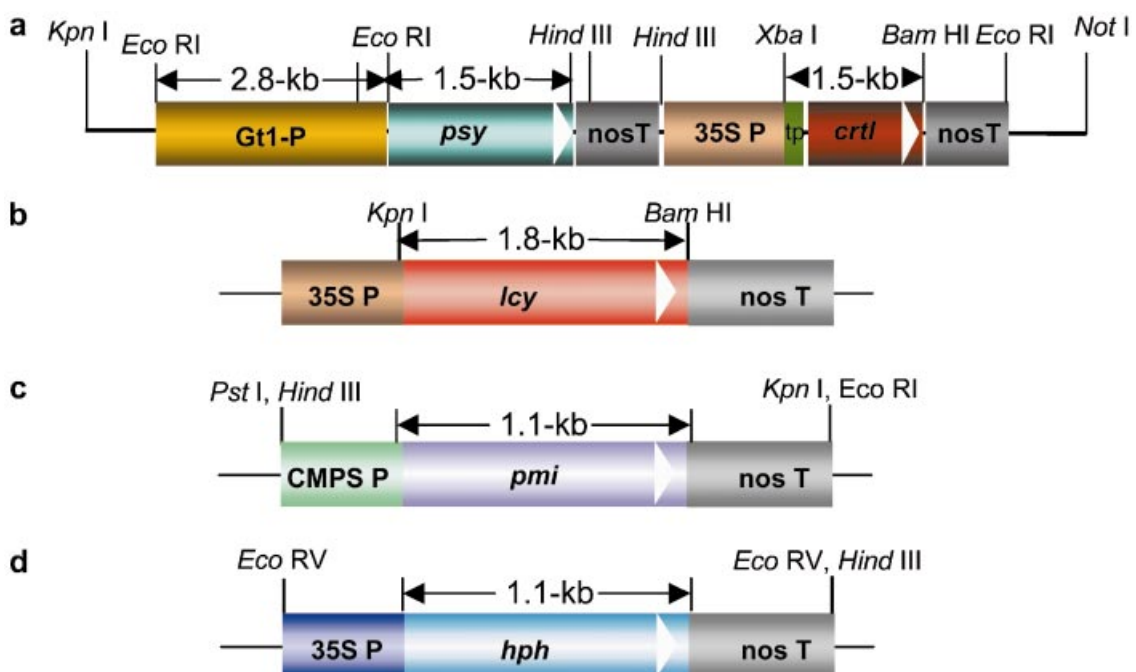 a
Kpn I
Eco RI
Eco RI
Hind III
Hind III
Xba I
Bam HI
Eco RI
Not I
2.8-kb
1.5-kb
1.5-kb
Gt1-P
psy
nosT
35S P
tp
crtI
nosT
b
Kpn I
Bam HI
1.8-kb
35S P
lcy
nos T
c
Pst I, Hind III
Kpn I, Eco RI
1.1-kb
CMPS P
pmi
nos T
d
Eco RV
Eco RV, Hind III
1.1-kb
35S P
hph
nos T